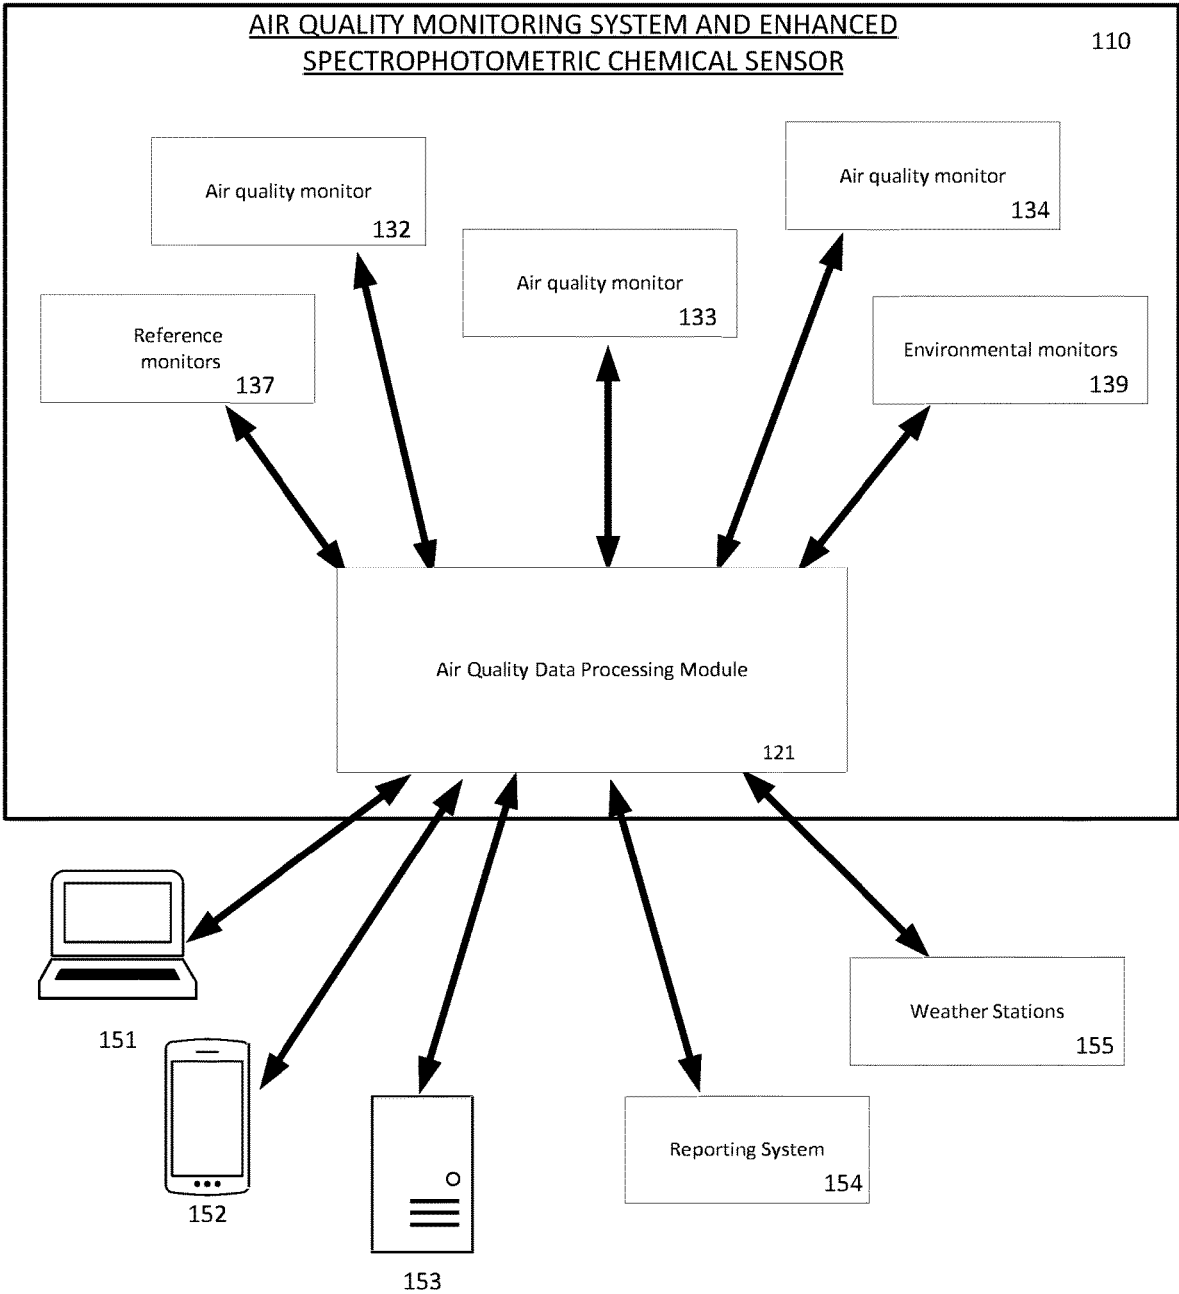 AIR QUALITY MONITORING SYSTEM AND ENHANCED
SPECTROPHOTOMETRIC CHEMICAL SENSOR
110
Air quality monitor
132
Air quality monitor
134
Air quality monitor
133
Reference
monitors
137
Environmental monitors
139
Air Quality Data Processing Module
121
151
152
153
Reporting System
154
Weather Stations
155